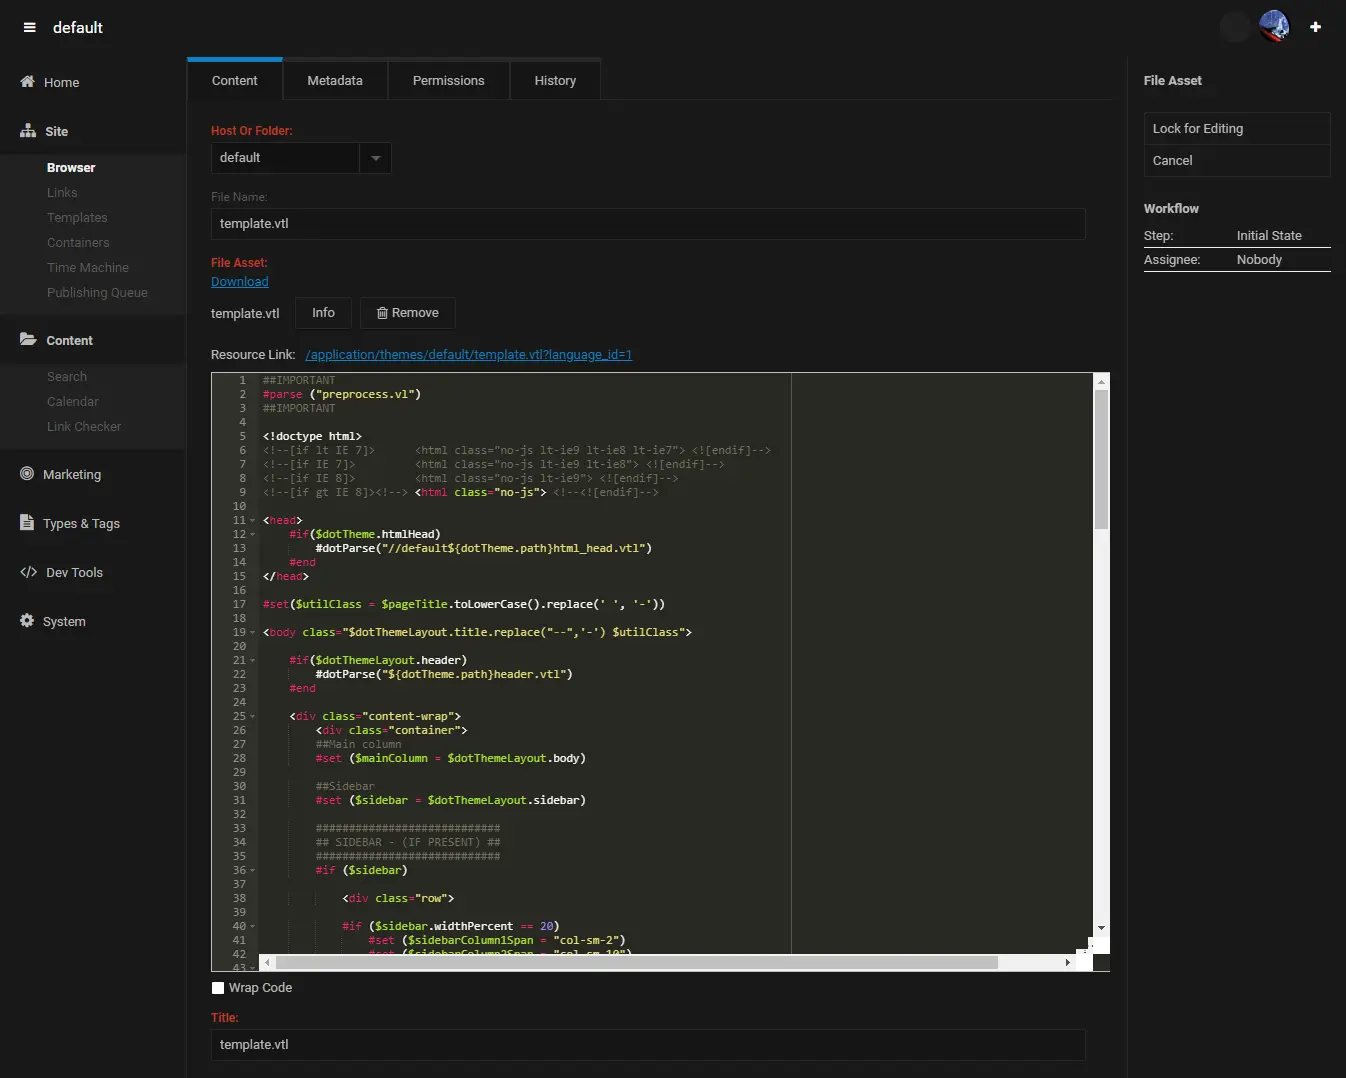 default
Home
Site
Browser
Links
Templates
Containers
Time Machine
Publishing Queue
Content
Search
Calendar
Link Checker
Marketing
Types & Tags
Dev Tools
System
Content Metadata Permissions History
Host Or Folder:
default
File Name:
template.vtl
File Asset:
Download
template.vtl Info Remove
Resource Link: /application/themes/default/template.vtl?language_id=1
1 ##IMPORTANT
2 #parse ("preprocess.vl")
3 ##IMPORTANT
4
5 <!doctype html>
6 <!--[if lt IE 7]>      <html class="no-js lt-ie9 lt-ie8 lt-ie7"> <![endif]-->
7 <!--[if IE 7]>         <html class="no-js lt-ie9 lt-ie8"> <![endif]-->
8 <!--[if IE 8]>         <html class="no-js lt-ie9"> <![endif]-->
9 <!--[if gt IE 8]><!--> <html class="no-js"> <!--<![endif]-->
10
11 <head>
12     #if($dotTheme.htmlHead)
13         #dotParse("//default${dotTheme.path}html_head.vtl")
14     #end
15 </head>
16
17 #set($utilClass = $pageTitle.toLowerCase().replace(' ', '-'))
18
19 <body class="$dotThemeLayout.title.replace("--",'-') $utilClass">
20
21     #if($dotThemeLayout.header)
22         #dotParse("${dotTheme.path}header.vtl")
23     #end
24
25     <div class="content-wrap">
26         <div class="container">
27         ##Main column
28         #set ($mainColumn = $dotThemeLayout.body)
29
30         ##Sidebar
31         #set ($sidebar = $dotThemeLayout.sidebar)
32
33         ############################
34         ## SIDEBAR - (IF PRESENT) ##
35         ############################
36         #if ($sidebar)
37
38             <div class="row">
39
40             #if ($sidebar.widthPercent == 20)
41                 #set ($sidebarColumn1Span = "col-sm-2")
42                 #set ($sidebarColumn2Span = "col-sm-10")
43
Wrap Code
Title:
template.vtl
File Asset
Lock for Editing
Cancel
Workflow
Step: Initial State
Assignee: Nobody